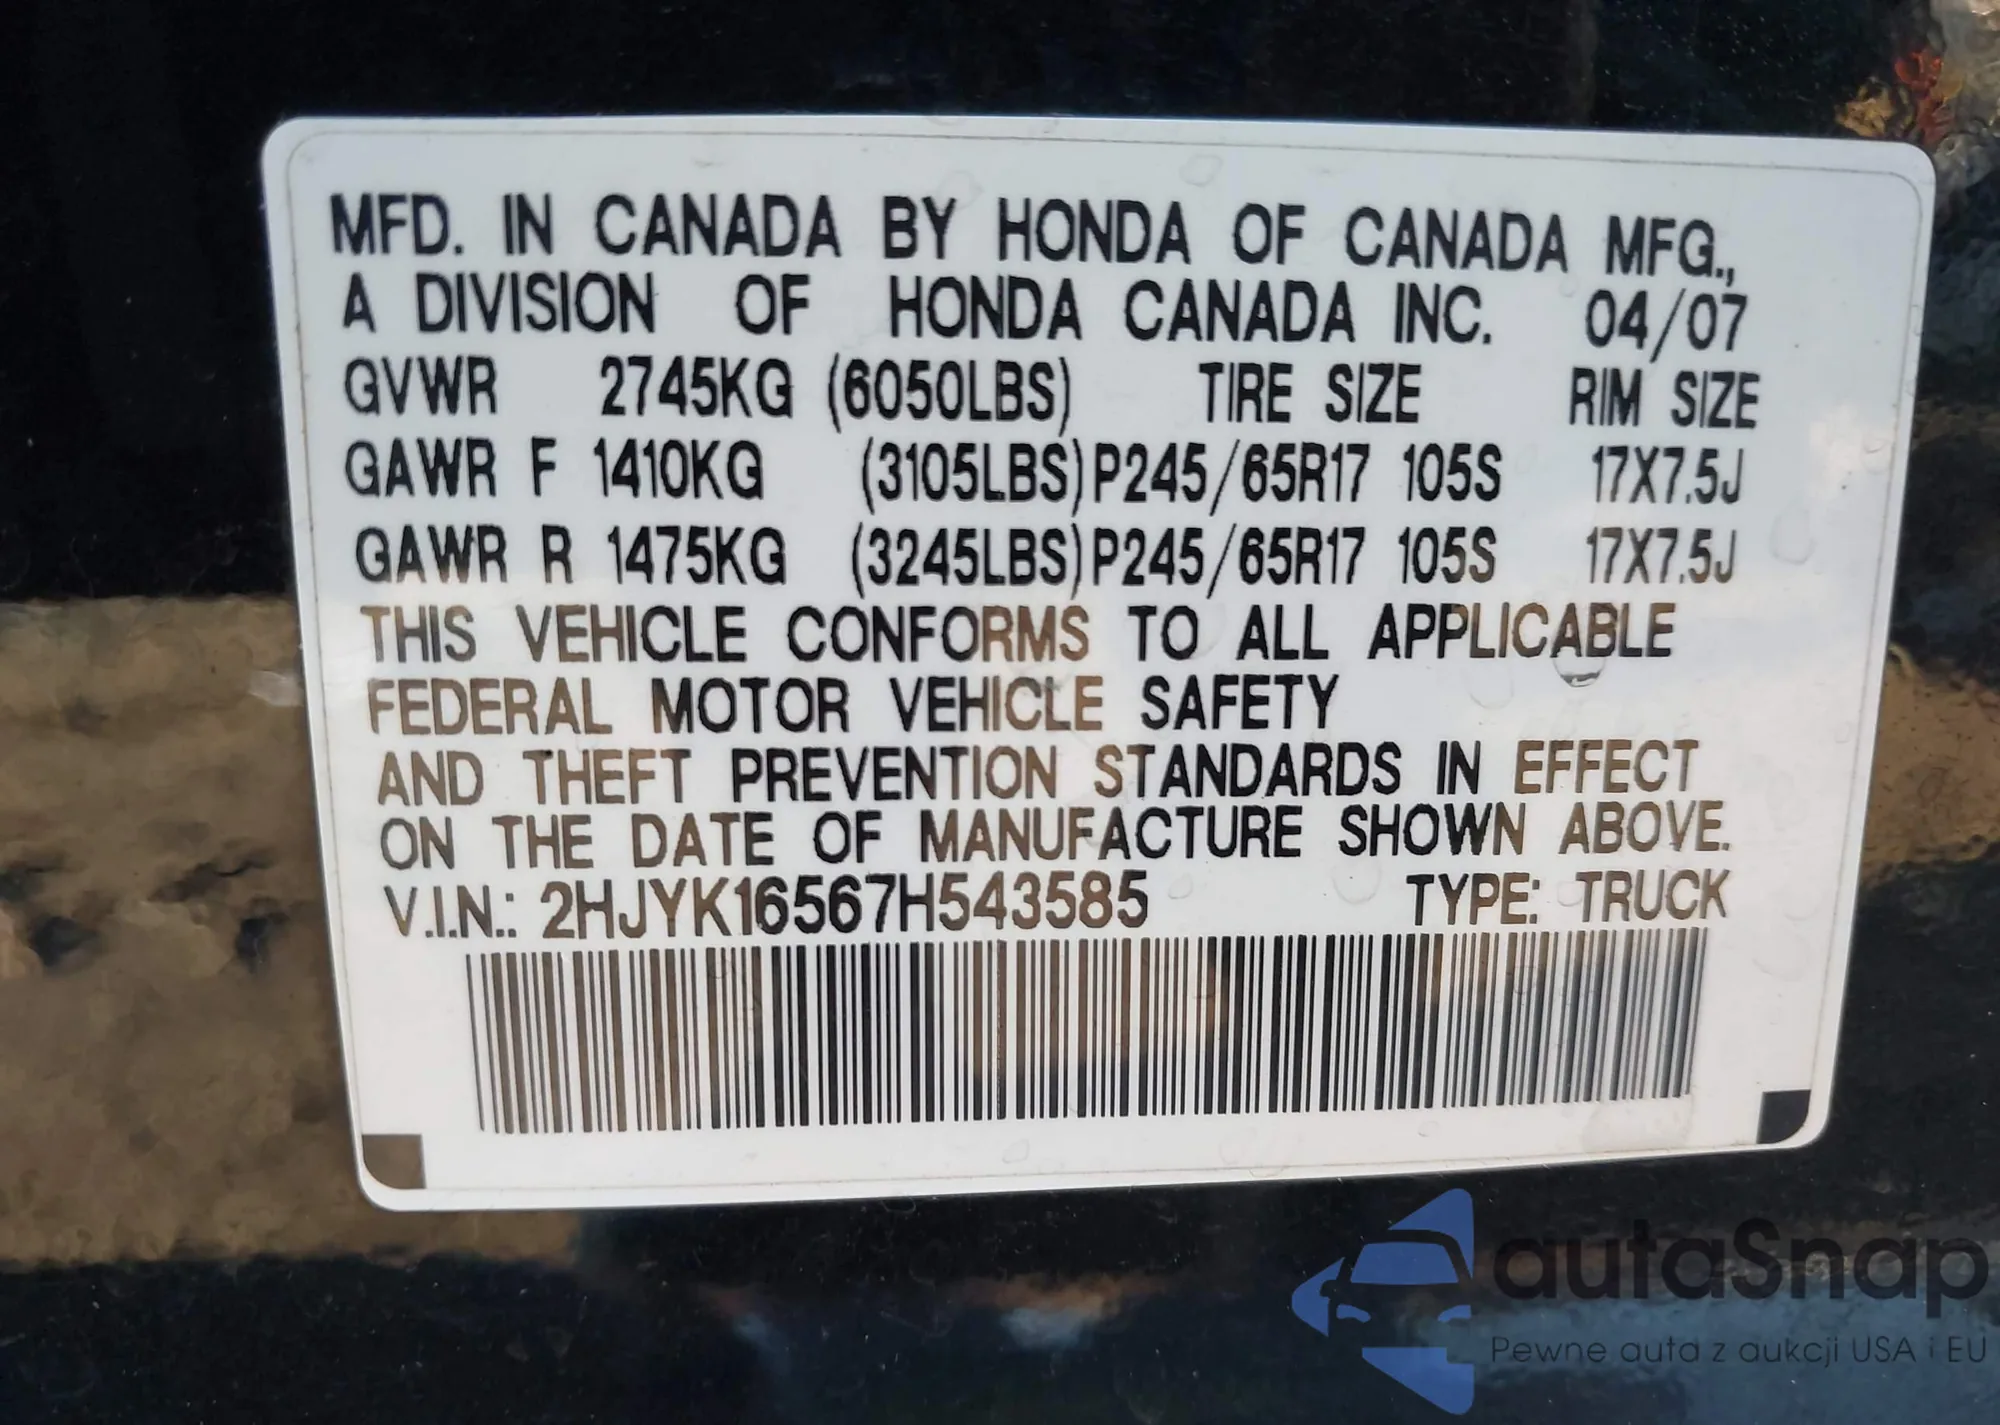 MFD. IN CANADA BY HONDA OF CANADA MFG.,
A DIVISION OF HONDA CANADA INC. 04/07
GVWR 2745KG (6050LBS) TIRE SIZE RIM SIZE
GAWR F 1410KG (3105LBS) P245/65R17 105S 17X7.5J
GAWR R 1475KG (3245LBS) P245/65R17 105S 17X7.5J
THIS VEHICLE CONFORMS TO ALL APPLICABLE
FEDERAL MOTOR VEHICLE SAFETY
AND THEFT PREVENTION STANDARDS IN EFFECT
ON THE DATE OF MANUFACTURE SHOWN ABOVE.
V.I.N.: 2HJYK16567H543585 TYPE: TRUCK
autaSnap
Pewne auta z aukcji USA i EU